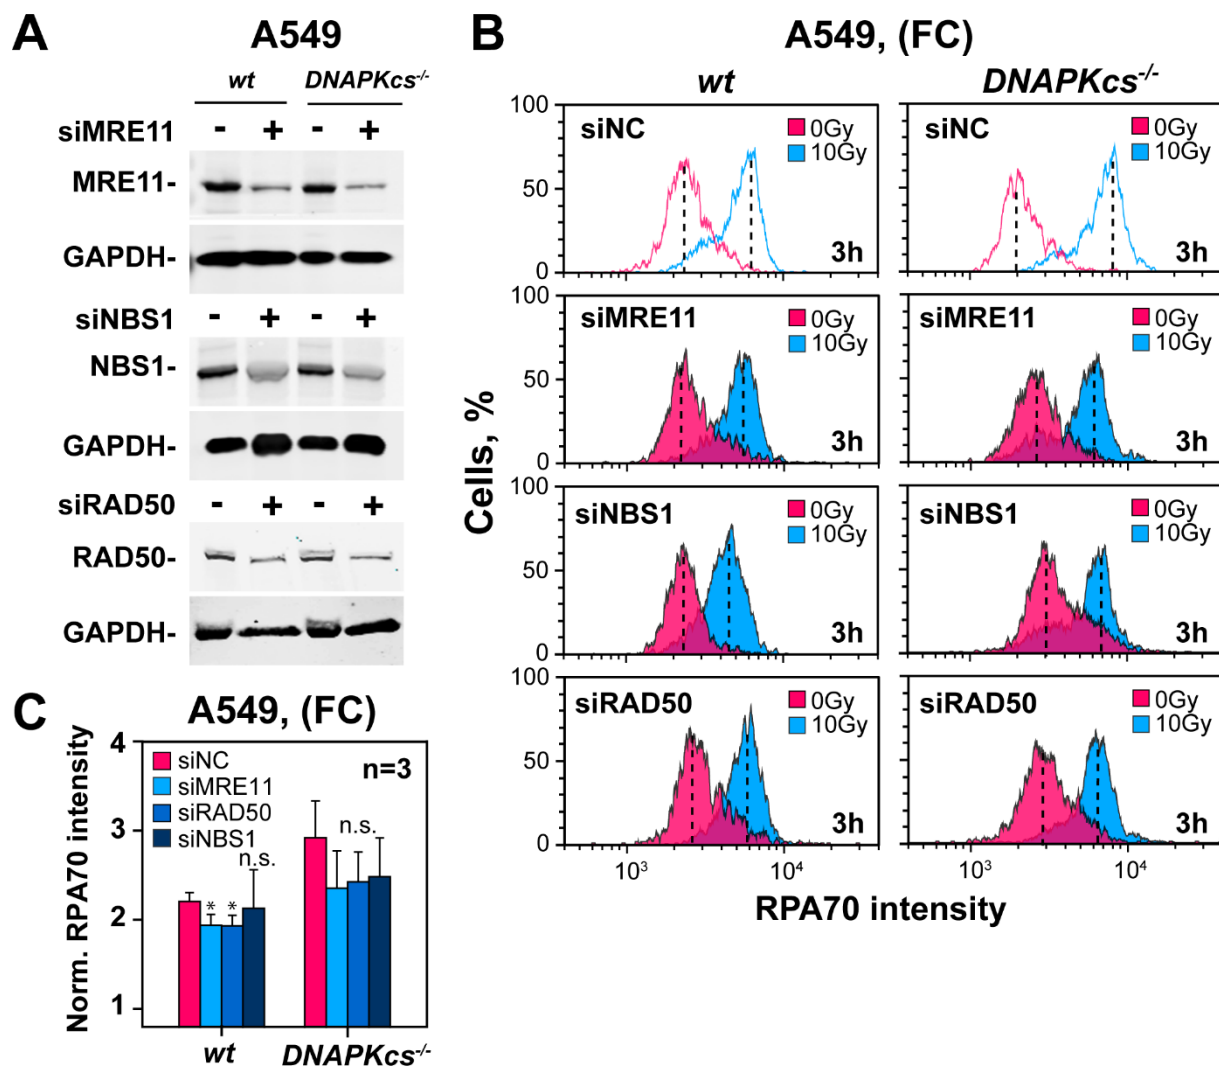 A
A549
wt DNAPKcs-/-
siMRE11 - + - +
MRE11-
GAPDH-
siNBS1 - + - +
NBS1-
GAPDH-
siRAD50 - + - +
RAD50-
GAPDH-
B
A549, (FC)
wt DNAPKcs-/-
Cells, %
100
50
0
siNC
0Gy
10Gy
3h
siNC
0Gy
10Gy
3h
100
50
0
siMRE11
0Gy
10Gy
3h
siMRE11
0Gy
10Gy
3h
100
50
0
siNBS1
0Gy
10Gy
3h
siNBS1
0Gy
10Gy
3h
100
50
0
siRAD50
0Gy
10Gy
3h
siRAD50
0Gy
10Gy
3h
10³ 10⁴ 10³ 10⁴
RPA70 intensity
C
A549, (FC)
Norm. RPA70 intensity
4
3
2
1
siNC
siMRE11
siRAD50
siNBS1
n=3
n.s.
n.s.
* *
wt DNAPKcs-/-